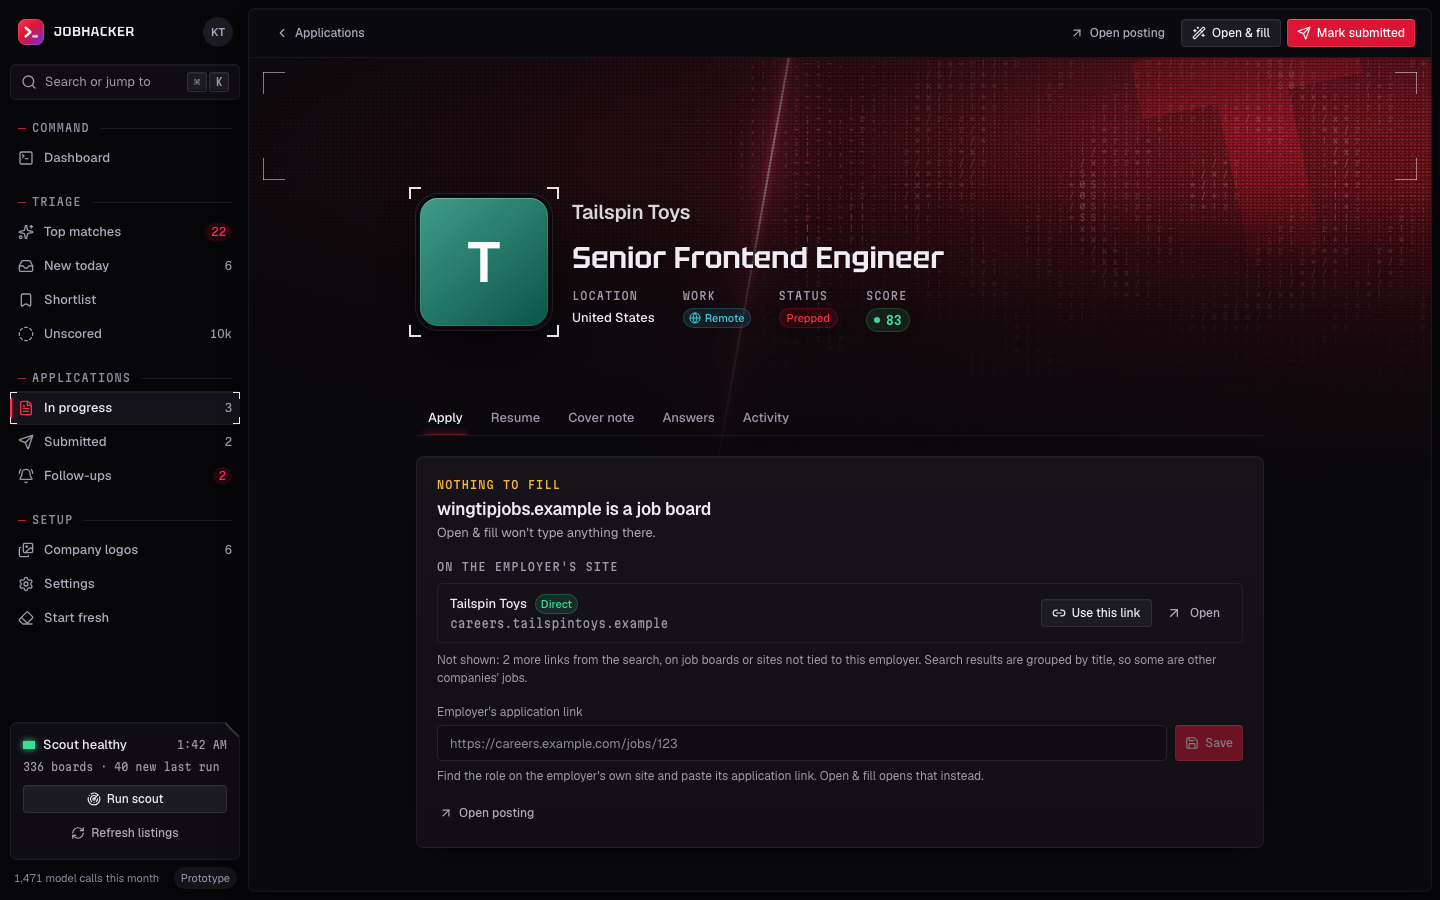 JOBHACKER
KT
Search or jump to
⌘ K
COMMAND
Dashboard
TRIAGE
Top matches 22
New today 6
Shortlist
Unscored 10k
APPLICATIONS
In progress 3
Submitted 2
Follow-ups 2
SETUP
Company logos 6
Settings
Start fresh
Scout healthy 1:42 AM
336 boards · 40 new last run
Run scout
Refresh listings
1,471 model calls this month Prototype
Applications
Open posting
Open & fill
Mark submitted
T
Tailspin Toys
Senior Frontend Engineer
LOCATION WORK STATUS SCORE
United States Remote Prepped 83
Apply Resume Cover note Answers Activity
NOTHING TO FILL
wingtipjobs.example is a job board
Open & fill won't type anything there.
ON THE EMPLOYER'S SITE
Tailspin Toys Direct
careers.tailspintoys.example
Use this link
Open
Not shown: 2 more links from the search, on job boards or sites not tied to this employer. Search results are grouped by title, so some are other
companies' jobs.
Employer's application link
https://careers.example.com/jobs/123
Save
Find the role on the employer's own site and paste its application link. Open & fill opens that instead.
Open posting